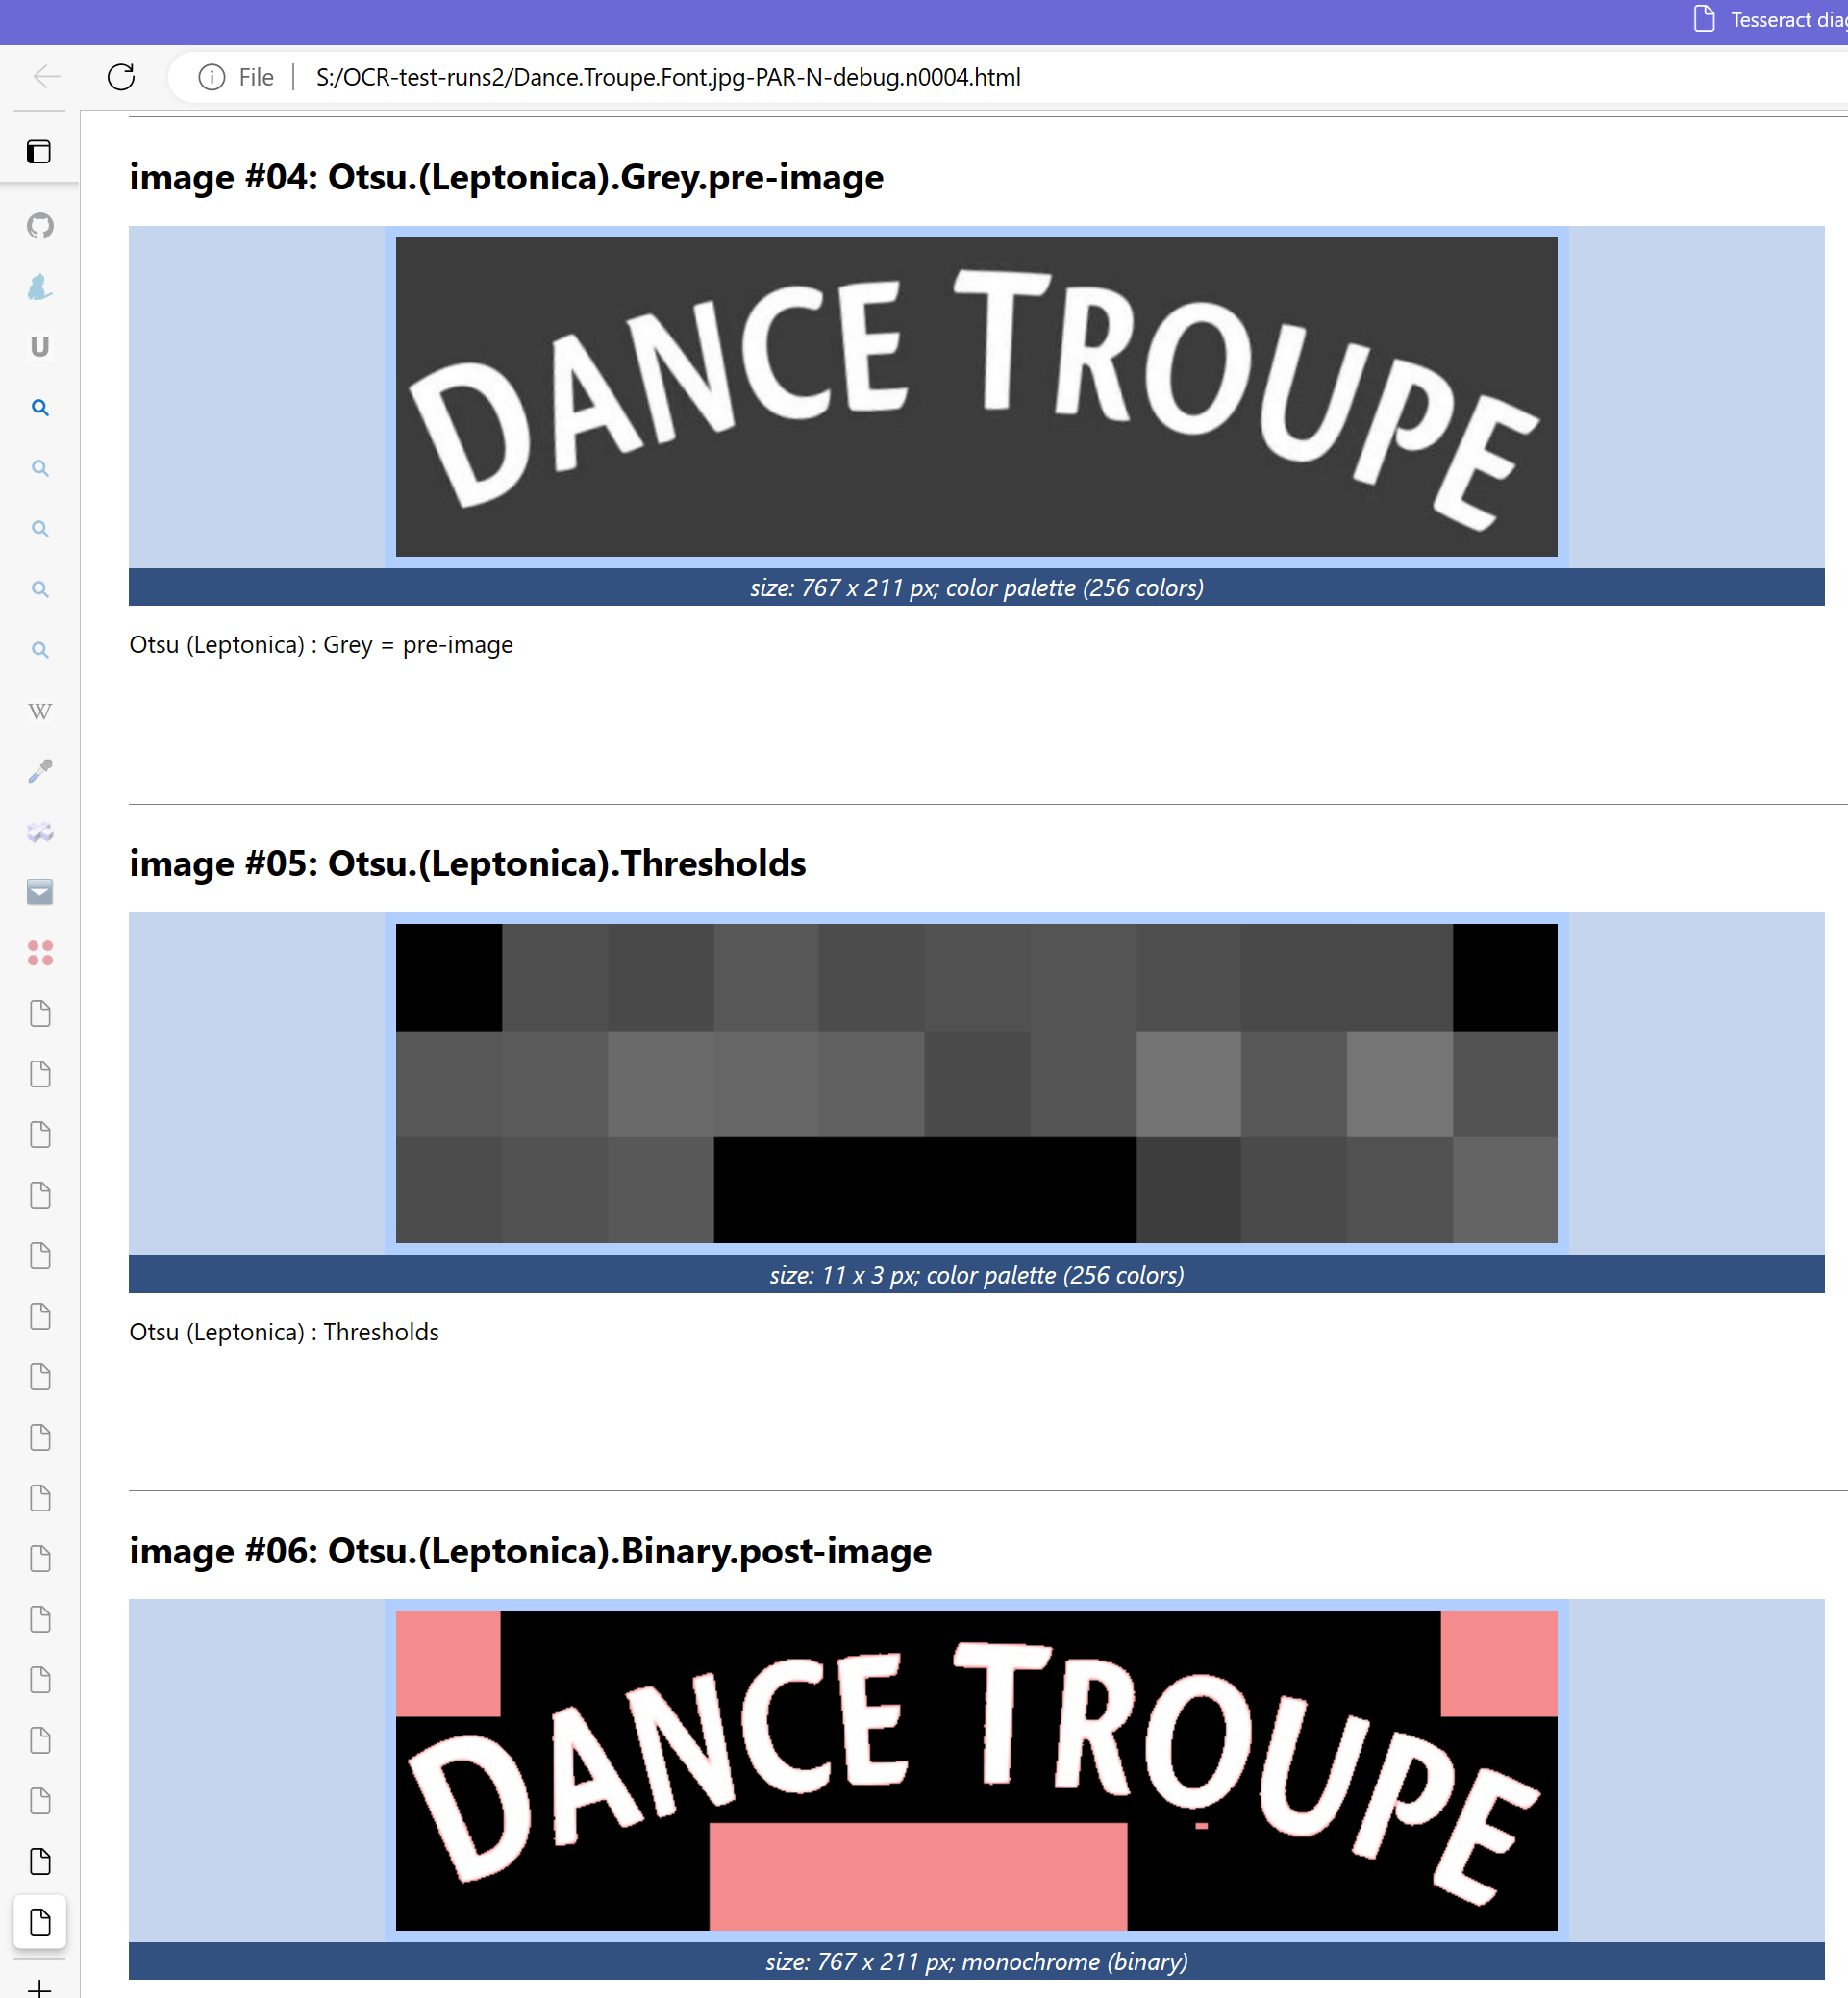 Tesseract dia
File
S:/OCR-test-runs2/Dance.Troupe.Font.jpg-PAR-N-debug.n0004.html
image #04: Otsu.(Leptonica).Grey.pre-image
DANCE TROUPE
size: 767 x 211 px; color palette (256 colors)
Otsu (Leptonica) : Grey = pre-image
image #05: Otsu.(Leptonica).Thresholds
size: 11 x 3 px; color palette (256 colors)
Otsu (Leptonica) : Thresholds
image #06: Otsu.(Leptonica).Binary.post-image
DANCE TROUPE
size: 767 x 211 px; monochrome (binary)
U
W